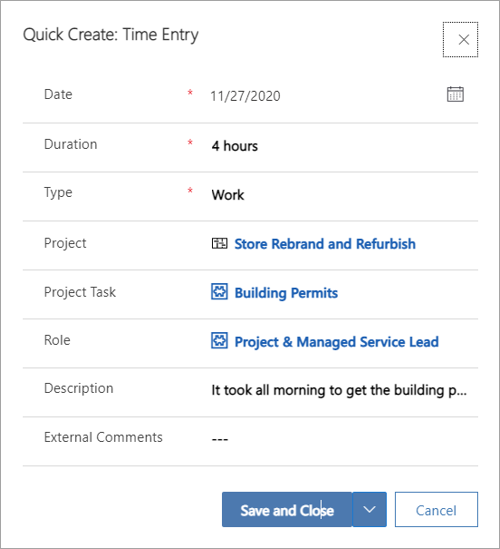 Quick Create: Time Entry
Date * 11/27/2020
Duration * 4 hours
Type * Work
Project Store Rebrand and Refurbish
Project Task Building Permits
Role Project & Managed Service Lead
Description It took all morning to get the building p...
External Comments ---
Save and Close Cancel